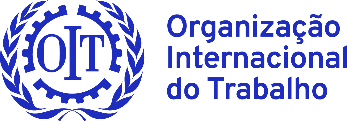 OIT
Organização
Internacional
do Trabalho